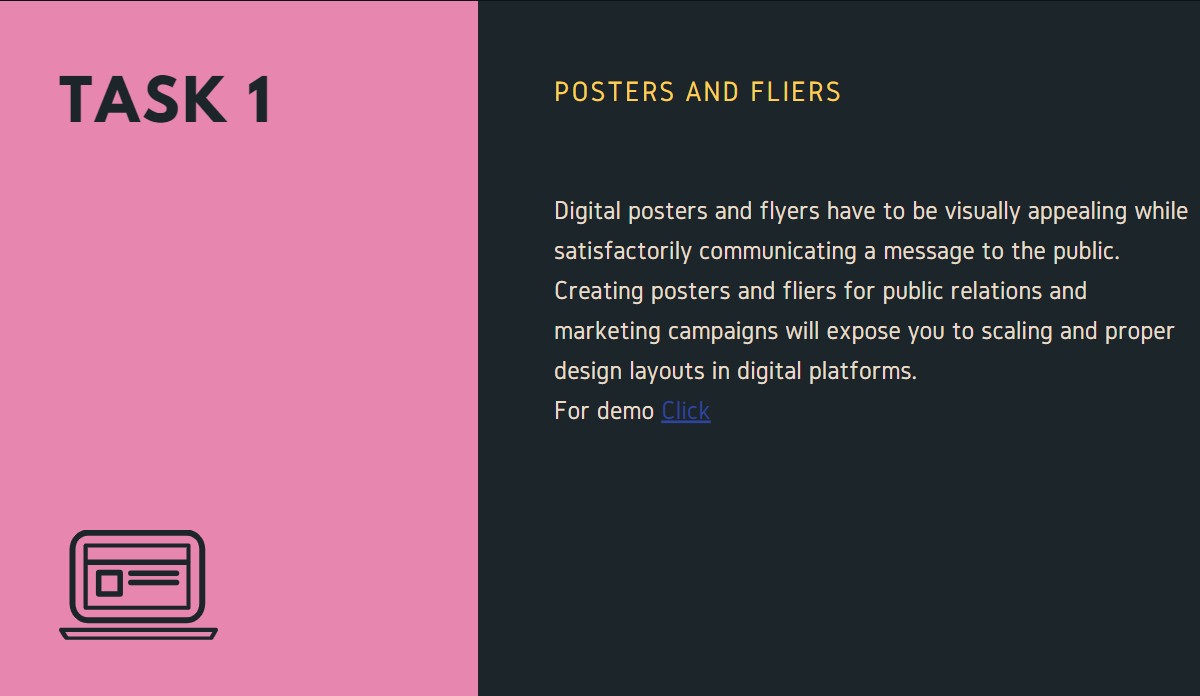 TASK 1
POSTERS AND FLIERS
Digital posters and flyers have to be visually appealing while
satisfactorily communicating a message to the public.
Creating posters and fliers for public relations and
marketing campaigns will expose you to scaling and proper
design layouts in digital platforms.
For demo Click